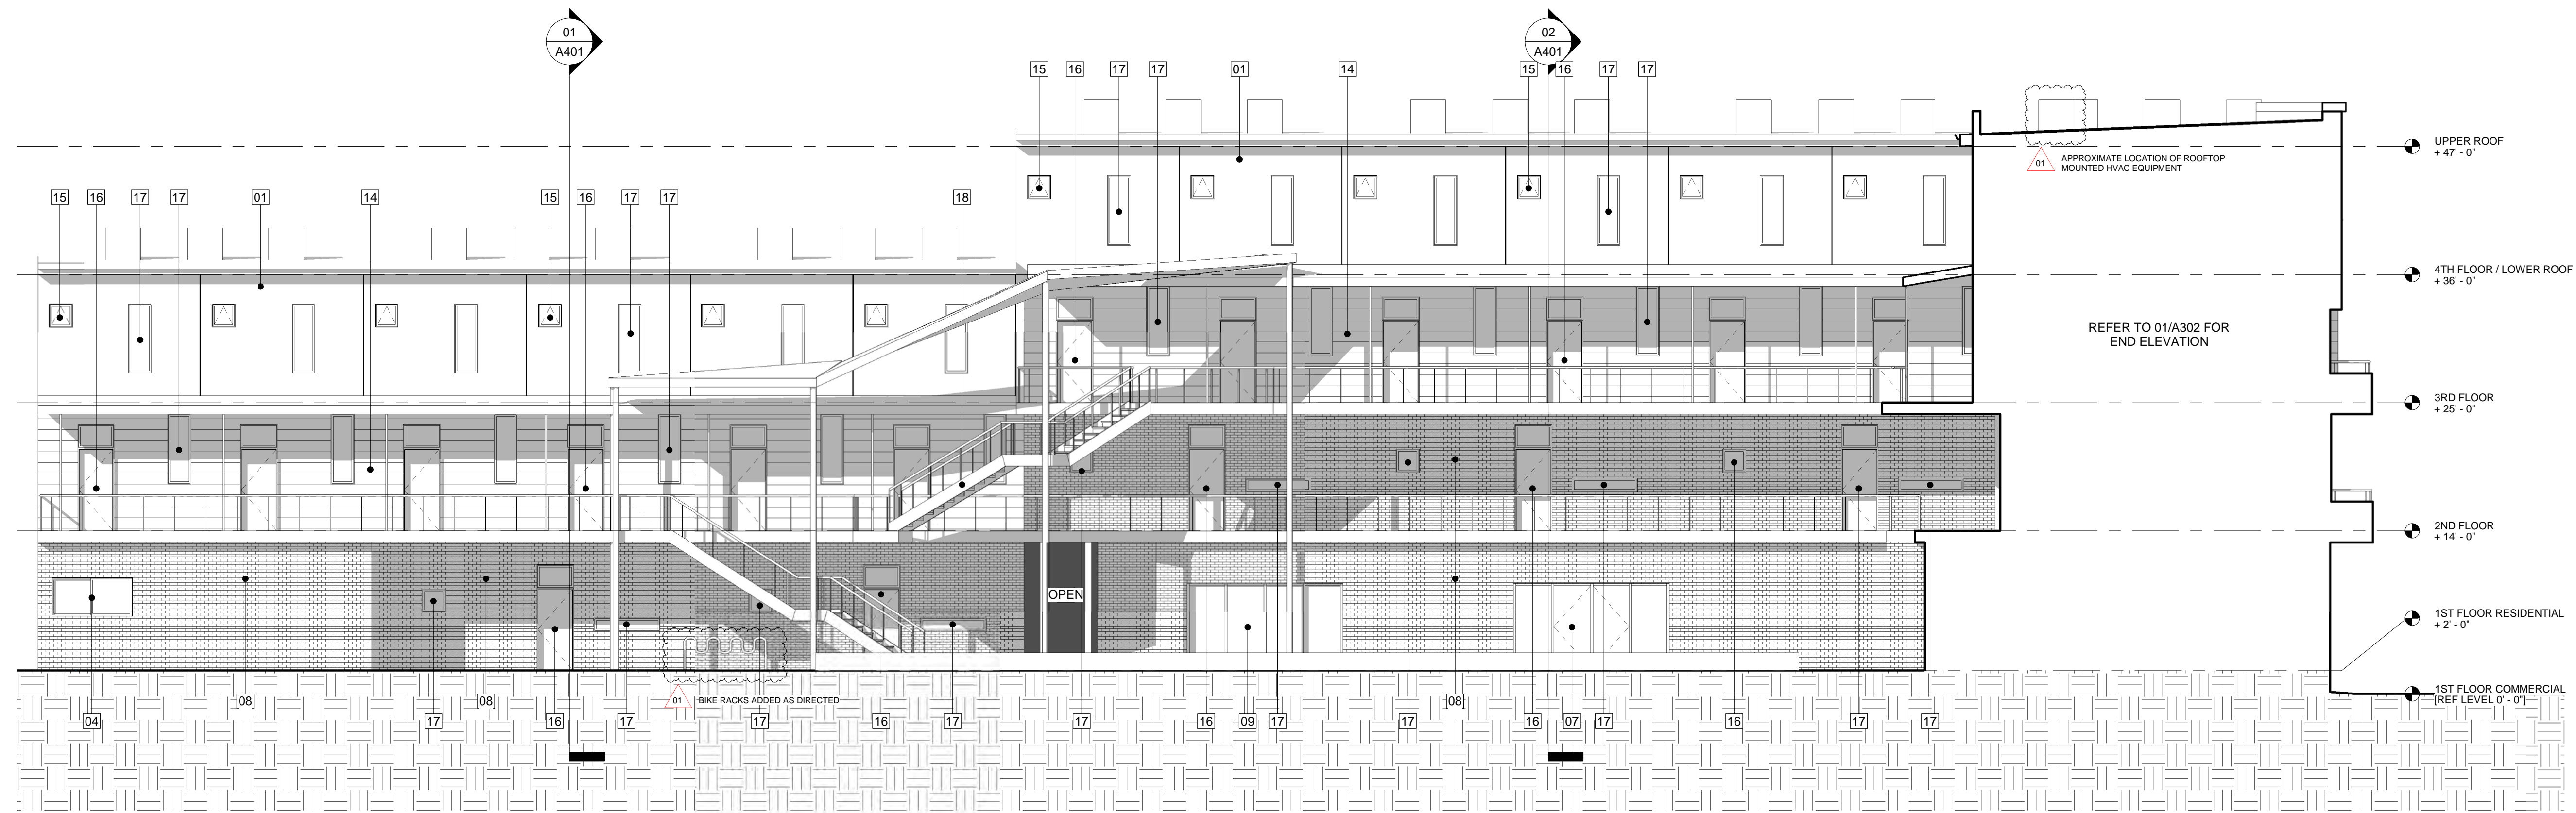 01
A401
02
A401
15
16
17
17
01
14
15
16
17
17
UPPER ROOF
+ 47' - 0"
01
APPROXIMATE LOCATION OF ROOFTOP
MOUNTED HVAC EQUIPMENT
15
16
17
17
01
14
15
16
17
17
18
4TH FLOOR / LOWER ROOF
+ 36' - 0"
REFER TO 01/A302 FOR
END ELEVATION
3RD FLOOR
+ 25' - 0"
2ND FLOOR
+ 14' - 0"
OPEN
1ST FLOOR RESIDENTIAL
+ 2' - 0"
1ST FLOOR COMMERCIAL
[REF LEVEL 0' - 0"]
08
08
01
BIKE RACKS ADDED AS DIRECTED
08
04
17
16
17
17
16
17
17
16
09
17
17
16
07
17
16
17
17